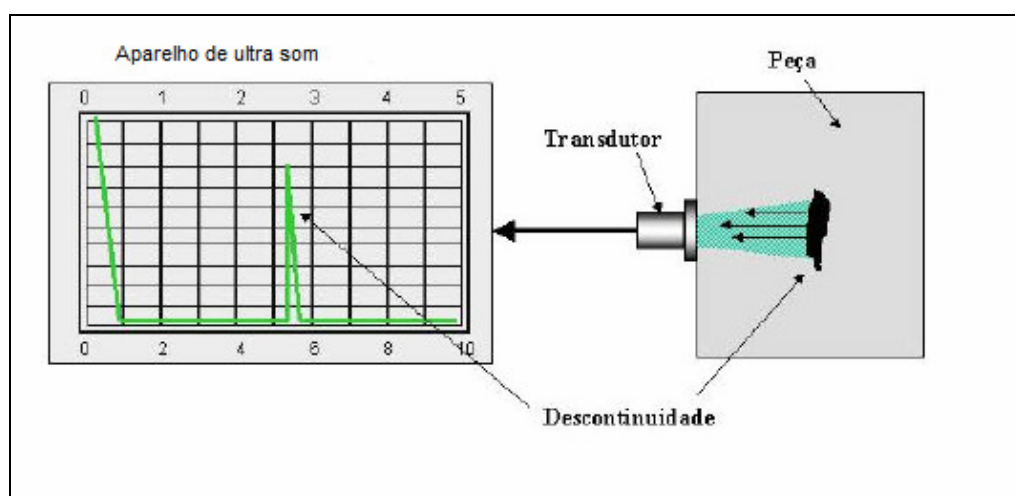 Aparelho de ultra som
0 1 2 3 4 5
0 2 4 6 8 10
Transdutor
Peça
Descontinuidade